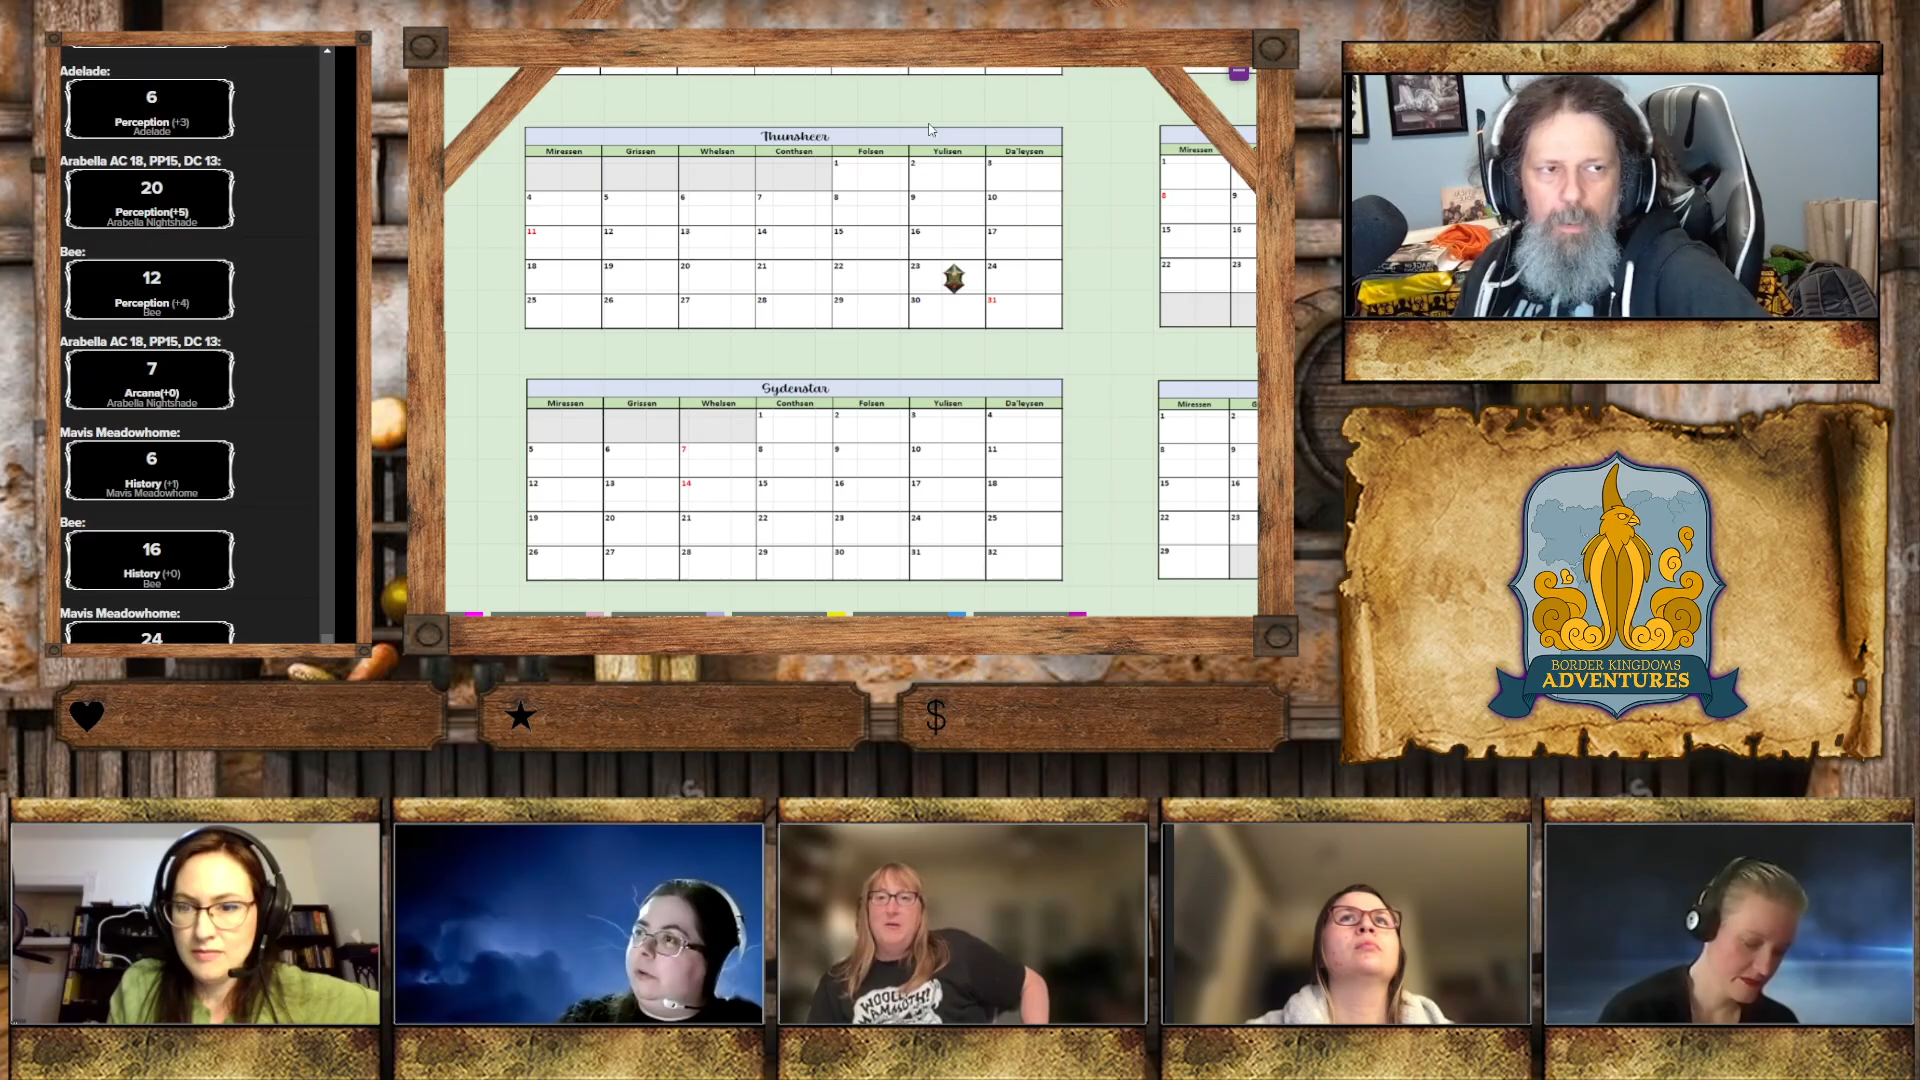 Adelade:
6
Perception (+3)
Adelade
Arabella AC 18, PP15, DC 13:
20
Perception(+5)
Arabella Nightshade
Bee:
12
Perception (+4)
Bee
Arabella AC 18, PP15, DC 13:
7
Arcana(+0)
Arabella Nightshade
Mavis Meadowhome:
6
History (+1)
Mavis Meadowhome
Bee:
16
History (+0)
Bee
Mavis Meadowhome:
24
Thunsheer
Miressen Grissen Whelsen Conthsen Folsen Yulisen Da'leysen
1 2 3
4 5 6 7 8 9 10
11 12 13 14 15 16 17
18 19 20 21 22 23 24
25 26 27 28 29 30 31
Gydenstar
Miressen Grissen Whelsen Conthsen Folsen Yulisen Da'leysen
1 2 3 4
5 6 7 8 9 10 11
12 13 14 15 16 17 18
19 20 21 22 23 24 25
26 27 28 29 30 31 32
Miressen
1
8 9
15 16
22 23
Miressen G
1 2
8 9
15 16
22 23
29
$
BORDER KINGDOMS
ADVENTURES
WOOLLY
MAMMOTH!